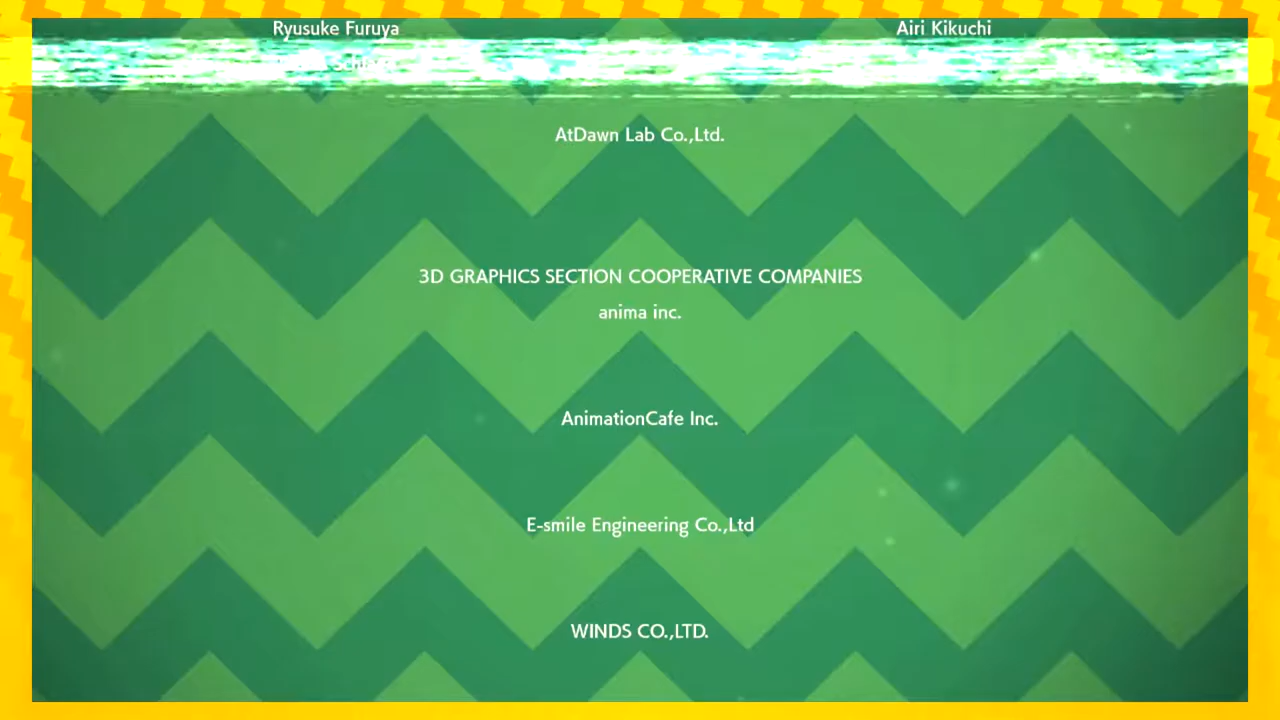 Ryusuke Furuya
Airi Kikuchi
AtDawn Lab Co.,Ltd.
3D GRAPHICS SECTION COOPERATIVE COMPANIES
anima inc.
AnimationCafe Inc.
E-smile Engineering Co.,Ltd
WINDS CO.,LTD.